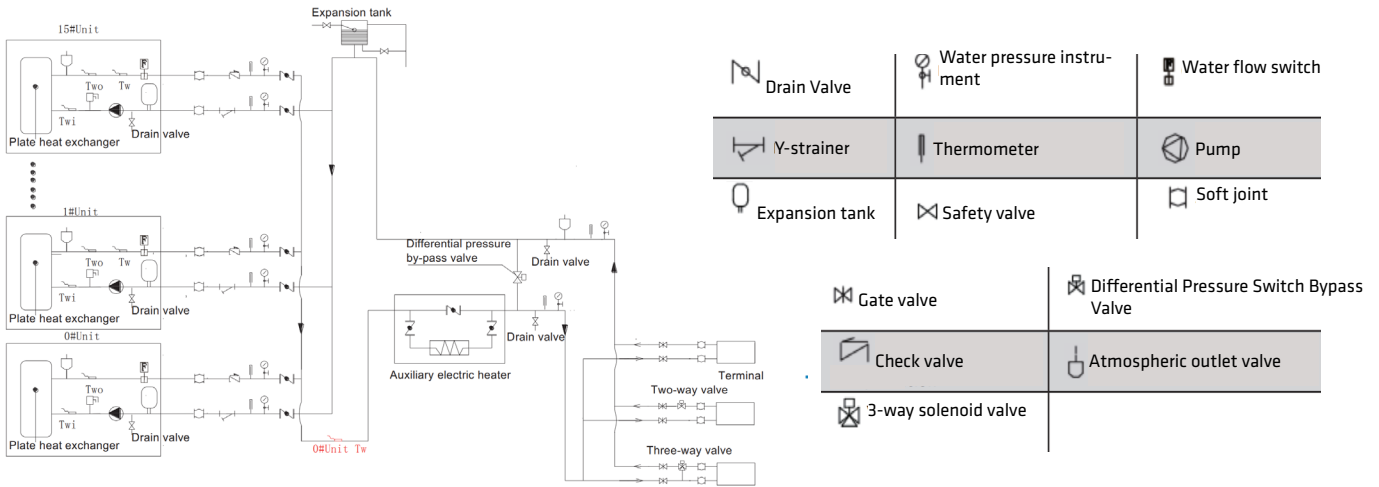 Expansion tank
15#Unit
F
Two
Tw
Twi
Drain valve
Plate heat exchanger
1#Unit
F
Two
Tw
Twi
Drain valve
Plate heat exchanger
0#Unit
F
Two
Twi
Drain valve
Plate heat exchanger
0#Unit Tw
Differential pressure
by-pass valve
Drain valve
Drain valve
Auxiliary electric heater
Terminal
Two-way valve
Three-way valve
Drain Valve
Water pressure instru-
ment
F
Water flow switch
Y-strainer
Thermometer
Pump
Expansion tank
Safety valve
Soft joint
Gate valve
Differential Pressure Switch Bypass
Valve
Check valve
Atmospheric outlet valve
3-way solenoid valve